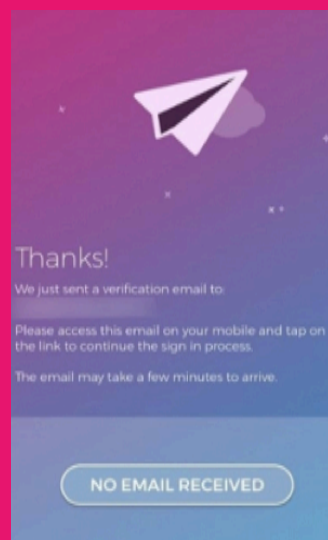 Thanks!
We just sent a verification email to:
Please access this email on your mobile and tap on
the link to continue the sign in process.
The email may take a few minutes to arrive.
NO EMAIL RECEIVED